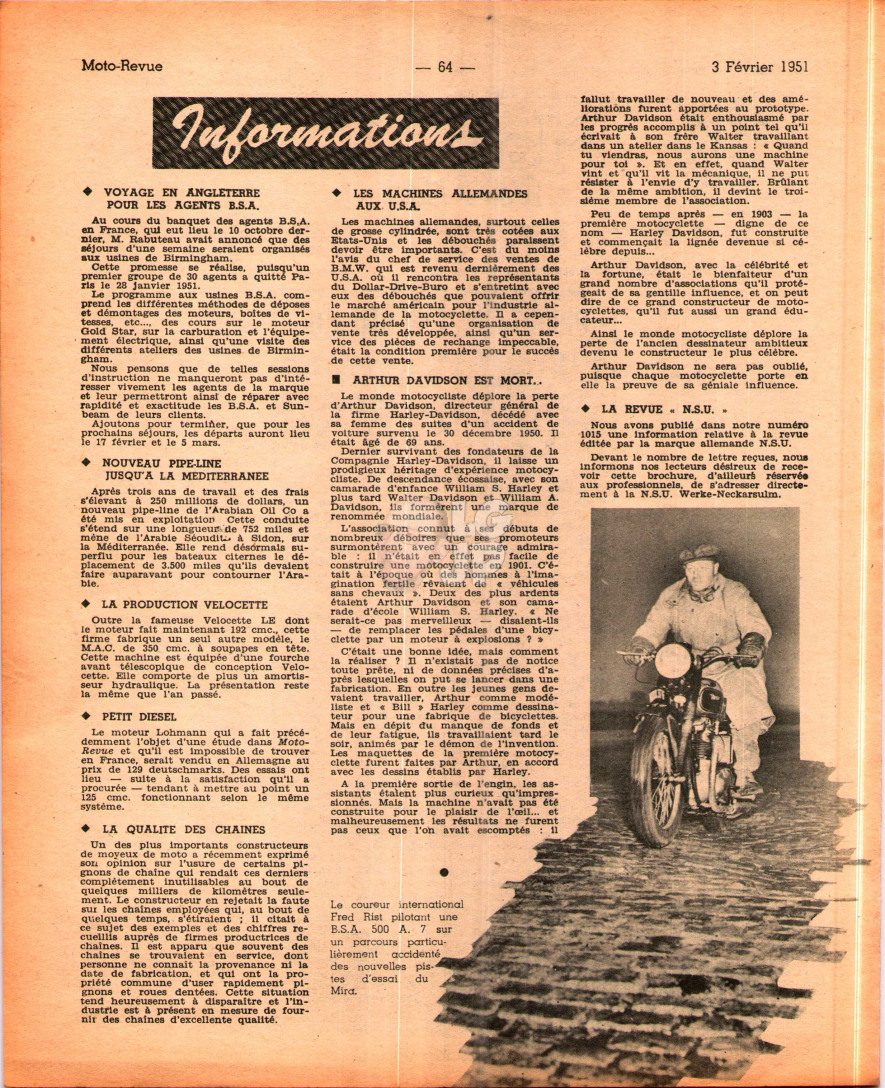 Moto-Revue
— 64 —
3 Février 1951
Informations
◆ VOYAGE EN ANGLETERRE
POUR LES AGENTS B.S.A.
Au cours du banquet des agents B.S.A.
en France, qui eut lieu le 10 octobre der-
nier, M. Rabuteau avait annoncé que des
séjours d'une semaine seraient organisés
aux usines de Birmingham.
Cette promesse se réalise, puisqu'un
premier groupe de 30 agents a quitté Pa-
ris le 28 janvier 1951.
Le programme aux usines B.S.A. com-
prend les différentes méthodes de déposes
et démontages des moteurs, boîtes de vi-
tesses, etc..., des cours sur le moteur
Gold Star, sur la carburation et l'équipe-
ment électrique, ainsi qu'une visite des
différents ateliers des usines de Birmin-
gham.
Nous pensons que de telles sessions
d'instruction ne manqueront pas d'inté-
resser vivement les agents de la marque
et leur permettront ainsi de réparer avec
rapidité et exactitude les B.S.A. et Sun-
beam de leurs clients.
Ajoutons pour termiñer, que pour les
prochains séjours, les départs auront lieu
le 17 février et le 5 mars.
◆ NOUVEAU PIPE-LINE
JUSQU'A LA MEDITERRANEE
Après trois ans de travail et des frais
s'élevant à 250 millions de dollars, un
nouveau pipe-line de l'Arabian Oil Co a
été mis en exploitation Cette conduite
s'étend sur une longueur de 752 miles et
mène de l'Arabie Séoudite à Sidon, sur
la Méditerranée. Elle rend désormais su-
perflu pour les bateaux citernes le dé-
placement de 3.500 miles qu'ils devaient
faire auparavant pour contourner l'Ara-
bie.
◆ LA PRODUCTION VELOCETTE
Outre la fameuse Velocette LE dont
le moteur fait maintenant 192 cmc., cette
firme fabrique un seul autre modèle, le
M.A.C. de 350 cmc. à soupapes en tête.
Cette machine est équipée d'une fourche
avant télescopique de conception Velo-
cette. Elle comporte de plus un amortis-
seur hydraulique. La présentation reste
la même que l'an passé.
◆ PETIT DIESEL
Le moteur Lohmann qui a fait précé-
demment l'objet d'une étude dans Moto-
Revue et qu'il est impossible de trouver
en France, serait vendu en Allemagne au
prix de 129 deutschmarks. Des essais ont
lieu — suite à la satisfaction qu'il a
procurée — tendant à mettre au point un
125 cmc. fonctionnant selon le même
système.
◆ LA QUALITE DES CHAINES
Un des plus importants constructeurs
de moyeux de moto a récemment exprimé
son opinion sur l'usure de certains pi-
gnons de chaîne qui rendait ces derniers
complètement inutilisables au bout de
quelques milliers de kilomètres seule-
ment. Le constructeur en rejetait la faute
sur les chaînes employées qui, au bout de
quelques temps, s'étiraient ; il citait à
ce sujet des exemples et des chiffres re-
cueillis auprès de firmes productrices de
chaînes. Il est apparu que souvent des
chaînes se trouvaient en service, dont
personne ne connait la provenance ni la
date de fabrication, et qui ont la pro-
priété commune d'user rapidement pi-
gnons et roues dentées. Cette situation
tend heureusement à disparaître et l'in-
dustrie est à présent en mesure de four-
nir des chaînes d'excellente qualité.
◆ LES MACHINES ALLEMANDES
AUX U.S.A.
Les machines allemandes, surtout celles
de grosse cylindrée, sont très cotées aux
Etats-Unis et les débouchés paraissent
devoir être importants. C'est du moins
l'avis du chef de service des ventes de
B.M.W. qui est revenu dernièrement des
U.S.A. où il rencontra les représentants
du Dollar-Drive-Buro et s'entretint avec
eux des débouchés que pouvaient offrir
le marché américain pour l'industrie al-
lemande de la motocyclette. Il a cepen-
dant précisé qu'une organisation de
vente très développée, ainsi qu'un ser-
vice des pièces de rechange impeccable,
était la condition première pour le succès
de cette vente.
■ ARTHUR DAVIDSON EST MORT..
Le monde motocycliste déplore la perte
d'Arthur Davidson, directeur général de
la firme Harley-Davidson, décédé avec
sa femme des suites d'un accident de
voiture survenu le 30 décembre 1950. Il
était âgé de 69 ans.
Dernier survivant des fondateurs de la
Compagnie Harley-Davidson, il laisse un
prodigieux héritage d'expérience motocy-
cliste. De descendance écossaise, avec son
camarade d'enfance William S. Harley et
plus tard Walter Davidson et William A.
Davidson, ils formèrent une marque de
renommée mondiale.
L'association connut à ses débuts de
nombreux déboires que ses promoteurs
surmontèrent avec un courage admira-
ble : il n'était en effet pas facile de
construire une motocyclette en 1901. C'é-
tait à l'époque où des hommes à l'ima-
gination fertile rêvaient de « véhicules
sans chevaux ». Deux des plus ardents
étaient Arthur Davidson et son cama-
rade d'école William S. Harley. « Ne
serait-ce pas merveilleux — disaient-ils
— de remplacer les pédales d'une bicy-
clette par un moteur à explosions ? »
C'était une bonne idée, mais comment
la réaliser ? Il n'existait pas de notice
toute prête, ni de données précises d'a-
près lesquelles on put se lancer dans une
fabrication. En outre les jeunes gens de-
vaient travailler, Arthur comme modé-
liste et « Bill » Harley comme dessina-
teur pour une fabrique de bicyclettes.
Mais en dépit du manque de fonds et
de leur fatigue, ils travaillaient tard le
soir, animés par le démon de l'invention.
Les maquettes de la première motocy-
clette furent faites par Arthur, en accord
avec les dessins établis par Harley.
A la première sortie de l'engin, les as-
sistants étalent plus curieux qu'impres-
sionnés. Mais la machine n'avait pas été
construite pour le plaisir de l'œil... et
malheureusement les résultats ne furent
pas ceux que l'on avait escomptés : il
fallut travailler de nouveau et des amé-
liorations furent apportées au prototype.
Arthur Davidson était enthousiasmé par
les progrès accomplis à un point tel qu'il
écrivait à son frère Walter travaillant
dans un atelier dans le Kansas : « Quand
tu viendras, nous aurons une machine
pour toi ». Et en effet, quand Walter
vint et qu'il vit la mécanique, il ne put
résister à l'envie d'y travailler. Brûlant
de la même ambition, il devint le troi-
sième membre de l'association.
Peu de temps après — en 1903 — la
première motocyclette — digne de ce
nom — Harley Davidson, fut construite
et commençait la lignée devenue si cé-
lèbre depuis...
Arthur Davidson, avec la célébrité et
la fortune, était le bienfaiteur d'un
grand nombre d'associations qu'il proté-
geait de sa gentille influence, et on peut
dire de ce grand constructeur de moto-
cyclettes, qu'il fut aussi un grand édu-
cateur...
Ainsi le monde motocycliste déplore la
perte de l'ancien dessinateur ambitieux
devenu le constructeur le plus célèbre.
Arthur Davidson ne sera pas oublié,
puisque chaque motocyclette porte en
elle la preuve de sa géniale influence.
◆ LA REVUE « N.S.U. »
Nous avons publié dans notre numéro
1015 une information relative à la revue
éditée par la marque allemande N.S.U.
Devant le nombre de lettre reçues, nous
informons nos lecteurs désireux de rece-
voir cette brochure, d'ailleurs réservée
aux professionnels, de s'adresser directe-
ment à la N.S.U. Werke-Neckarsulm.
Le coureur international
Fred Rist pilotant une
B.S.A. 500 A. 7 sur
un parcours particu-
lièrement accidenté
des nouvelles pis-
tes d'essai du
Mira.